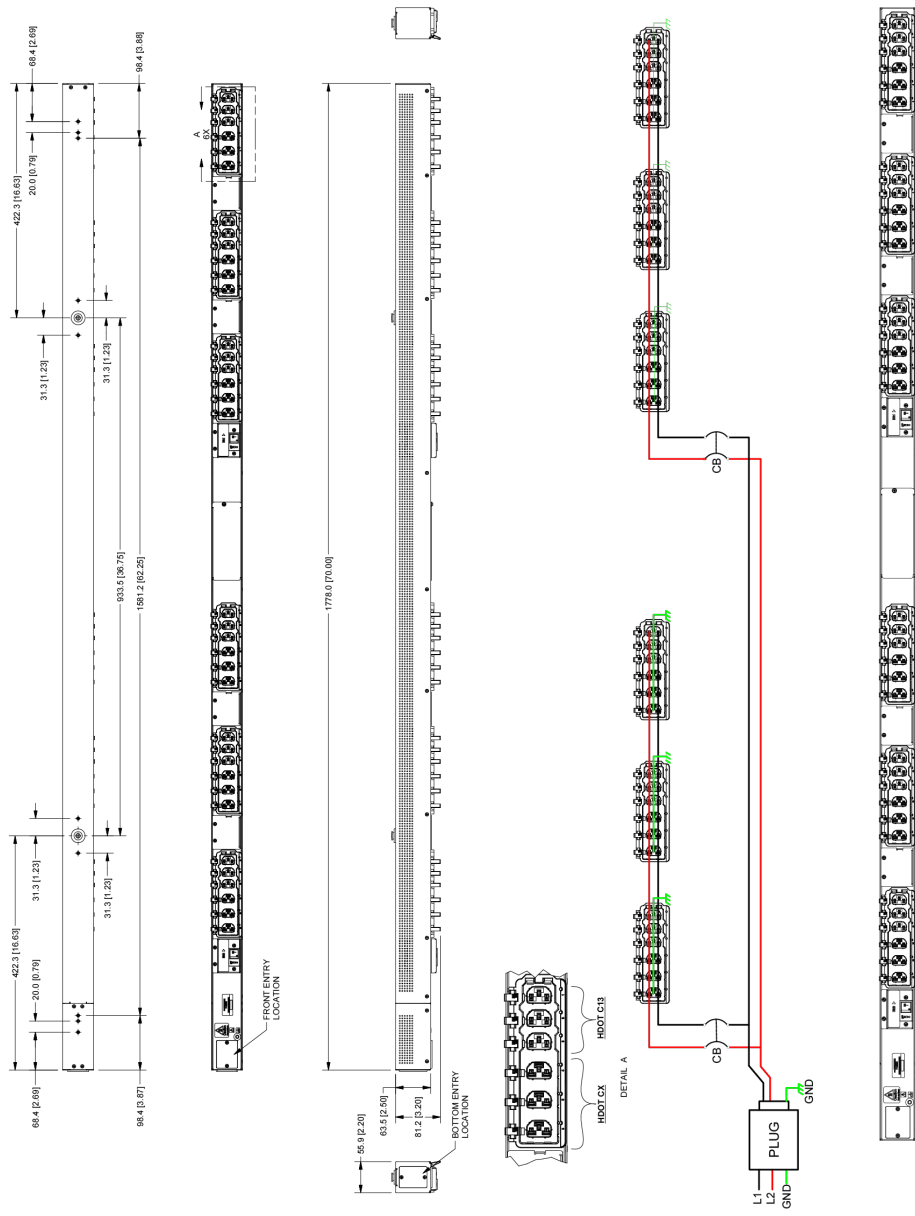 68.4 [2.69]
98.4 [3.88]
422.3 [16.63]
20.0 [0.79]
31.3 [1.23]
31.3 [1.23]
933.5 [36.75]
1581.2 [62.25]
31.3 [1.23]
31.3 [1.23]
422.3 [16.63]
20.0 [0.79]
68.4 [2.69]
98.4 [3.87]
A
6X
FRONT ENTRY
LOCATION
1778.0 [70.00]
63.5 [2.50]
81.2 [3.20]
55.9 [2.20]
BOTTOM ENTRY
LOCATION
HDOT CX
HDOT C13
DETAIL A
CB
CB
PLUG
GND
L1
L2
GND